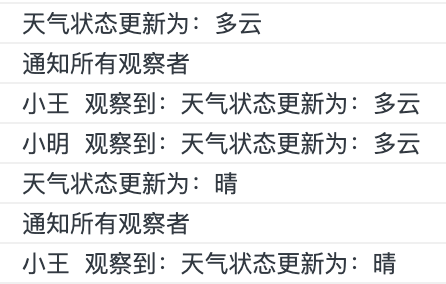 天气状态更新为：多云
通知所有观察者
小王 观察到：天气状态更新为：多云
小明 观察到：天气状态更新为：多云
天气状态更新为：晴
通知所有观察者
小王 观察到：天气状态更新为：晴